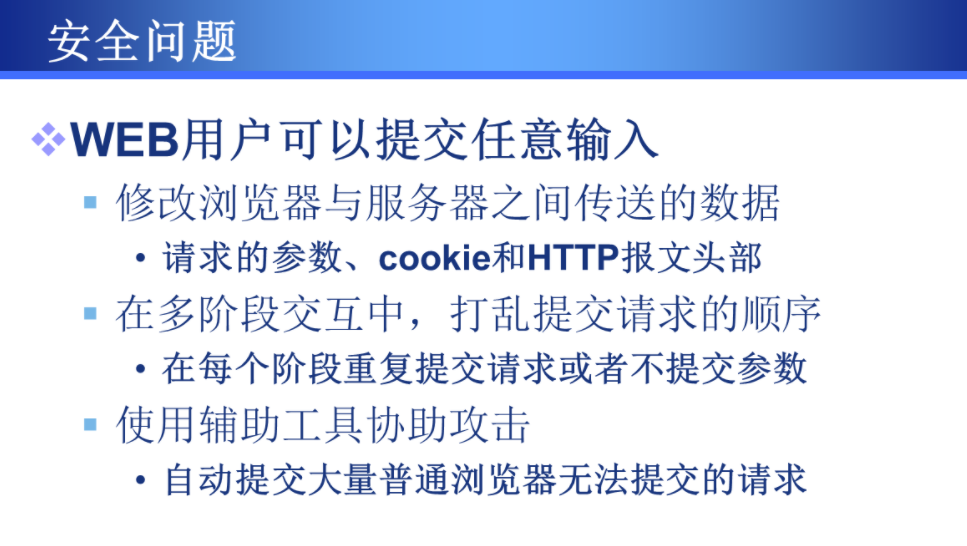 安全问题
WEB用户可以提交任意输入
修改浏览器与服务器之间传送的数据
• 请求的参数、cookie和HTTP报文头部
在多阶段交互中，打乱提交请求的顺序
• 在每个阶段重复提交请求或者不提交参数
使用辅助工具协助攻击
• 自动提交大量普通浏览器无法提交的请求